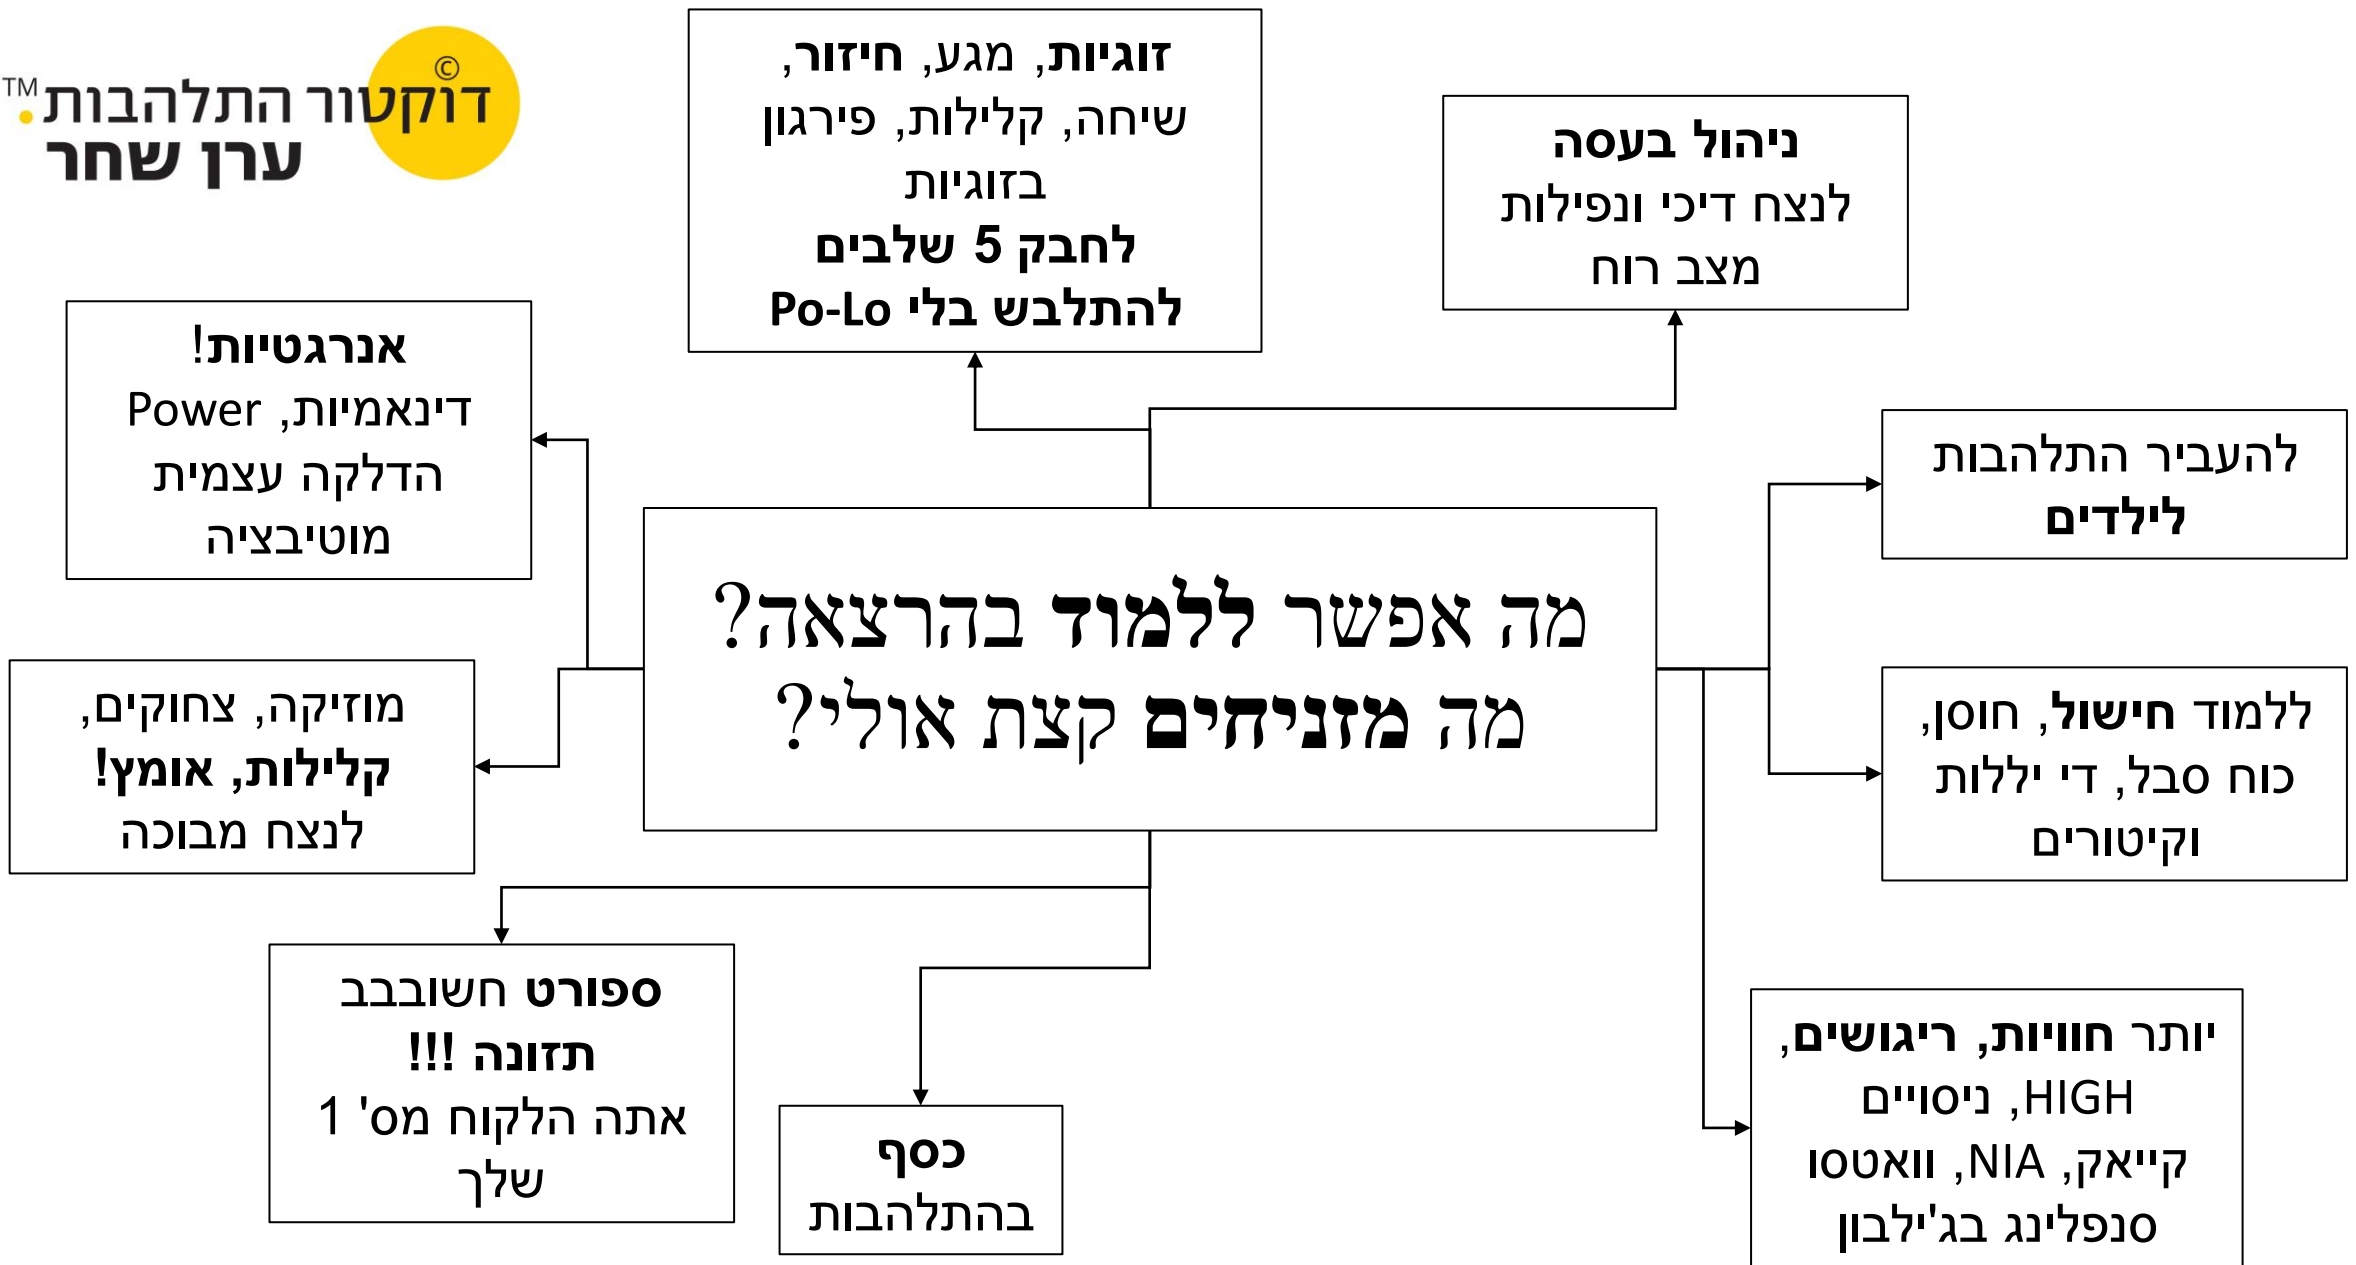 ©
דוקטור התלהבות.™
ערן שחר
זוגיות, מגע, חיזור,
שיחה, קלילות, פירגון
בזוגיות
לחבק 5 שלבים
להתלבש בלי Po-Lo
ניהול בעסה
לנצח דיכי ונפילות
מצב רוח
אנרגטיות!
דינאמיות, Power
הדלקה עצמית
מוטיבציה
להעביר התלהבות
לילדים
מה אפשר ללמוד בהרצאה?
מה מזניחים קצת אולי?
מוזיקה, צחוקים,
קלילות, אומץ!
לנצח מבוכה
ללמוד חישול, חוסן,
כוח סבל, די יללות
וקיטורים
ספורט חשובבב
תזונה !!!
אתה הלקוח מס' 1
שלך
כסף
בהתלהבות
יותר חוויות, ריגושים,
HIGH, ניסויים
קייאק, NIA, וואטסו
סנפלינג בג'ילבון